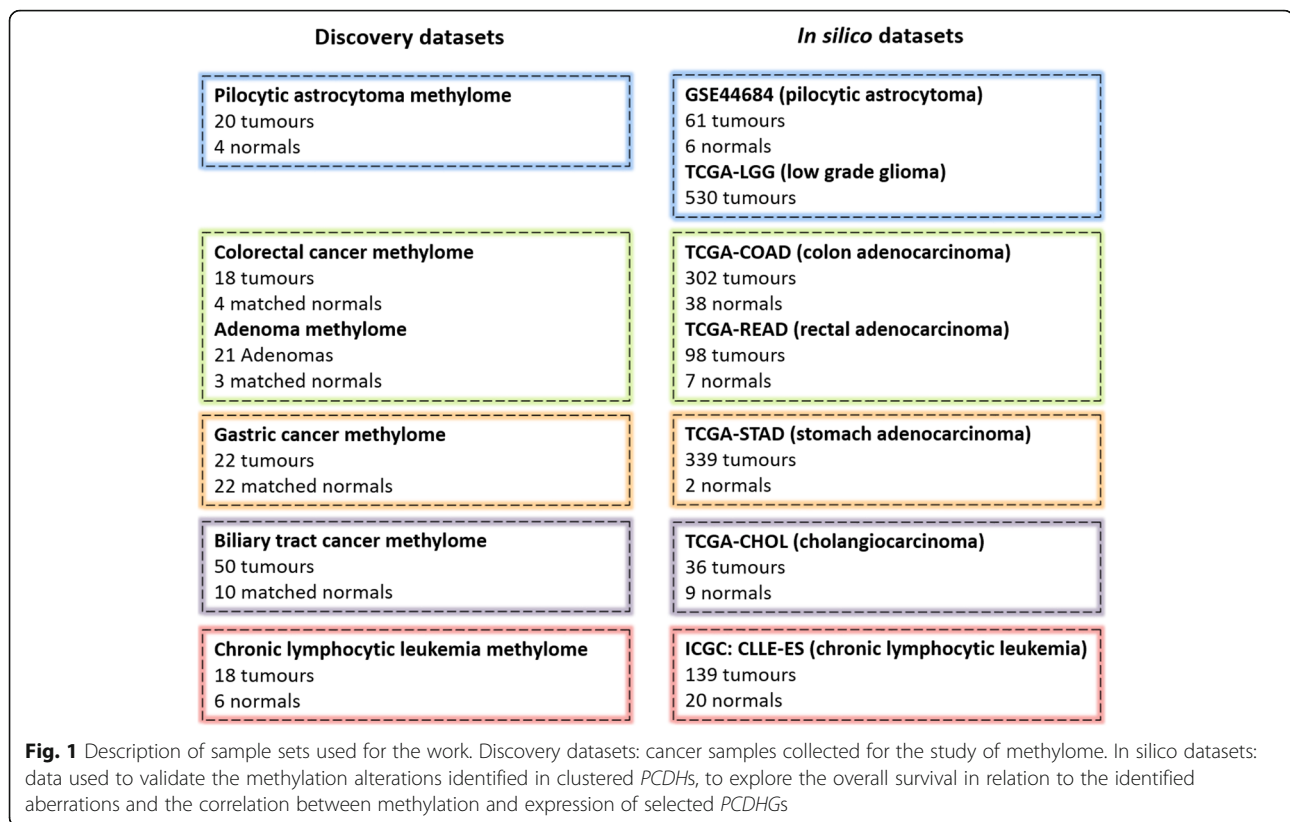 Discovery datasets
Pilocytic astrocytoma methylome
20 tumours
4 normals
Colorectal cancer methylome
18 tumours
4 matched normals
Adenoma methylome
21 Adenomas
3 matched normals
Gastric cancer methylome
22 tumours
22 matched normals
Biliary tract cancer methylome
50 tumours
10 matched normals
Chronic lymphocytic leukemia methylome
18 tumours
6 normals
In silico datasets
GSE44684 (pilocytic astrocytoma)
61 tumours
6 normals
TCGA-LGG (low grade glioma)
530 tumours
TCGA-COAD (colon adenocarcinoma)
302 tumours
38 normals
TCGA-READ (rectal adenocarcinoma)
98 tumours
7 normals
TCGA-STAD (stomach adenocarcinoma)
339 tumours
2 normals
TCGA-CHOL (cholangiocarcinoma)
36 tumours
9 normals
ICGC: CLLE-ES (chronic lymphocytic leukemia)
139 tumours
20 normals
Fig. 1 Description of sample sets used for the work. Discovery datasets: cancer samples collected for the study of methylome. In silico datasets:
data used to validate the methylation alterations identified in clustered PCDHs, to explore the overall survival in relation to the identified
aberrations and the correlation between methylation and expression of selected PCDHGs